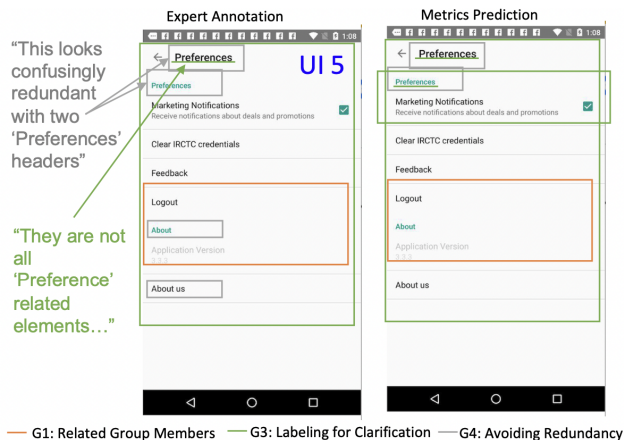 Expert Annotation
Metrics Prediction
1:08
1:08
"This looks
confusingly
redundant
with two
'Preferences'
headers"
"They are not
all
'Preference'
related
elements…"
Preferences
UI 5
Preferences
Marketing Notifications
Receive notifications about deals and promotions
Clear IRCTC credentials
Feedback
Logout
About
Application Version
3.3.3
About us
Preferences
Preferences
Marketing Notifications
Receive notifications about deals and promotions
Clear IRCTC credentials
Feedback
Logout
About
Application Version
About us
G1: Related Group Members
G3: Labeling for Clarification
G4: Avoiding Redundancy